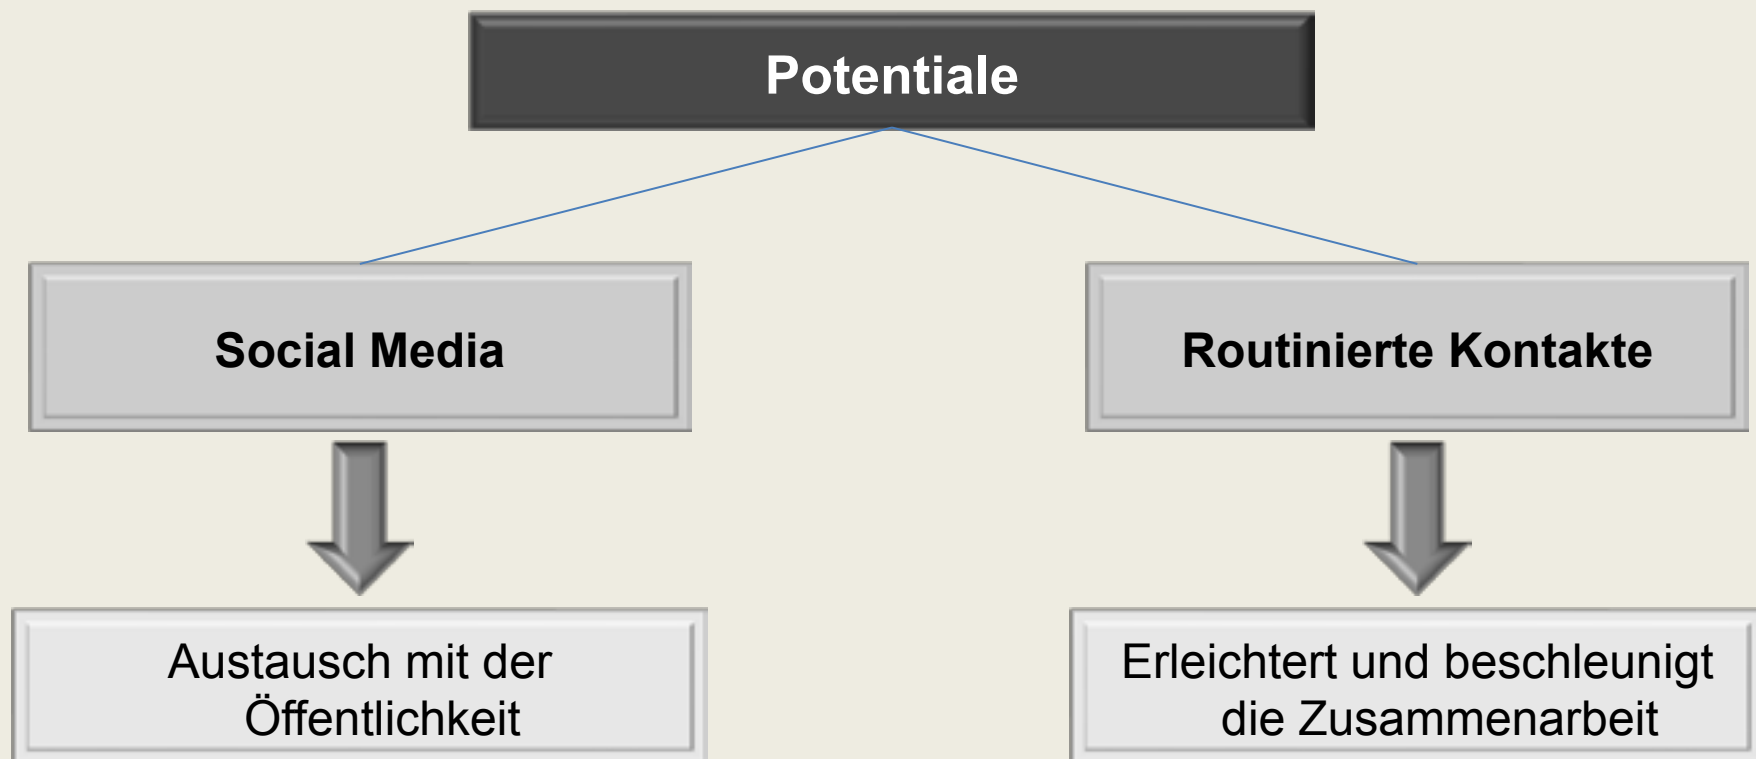 Potentiale
Social Media
Routinierte Kontakte
Austausch mit der
Öffentlichkeit
Erleichtert und beschleunigt
die Zusammenarbeit